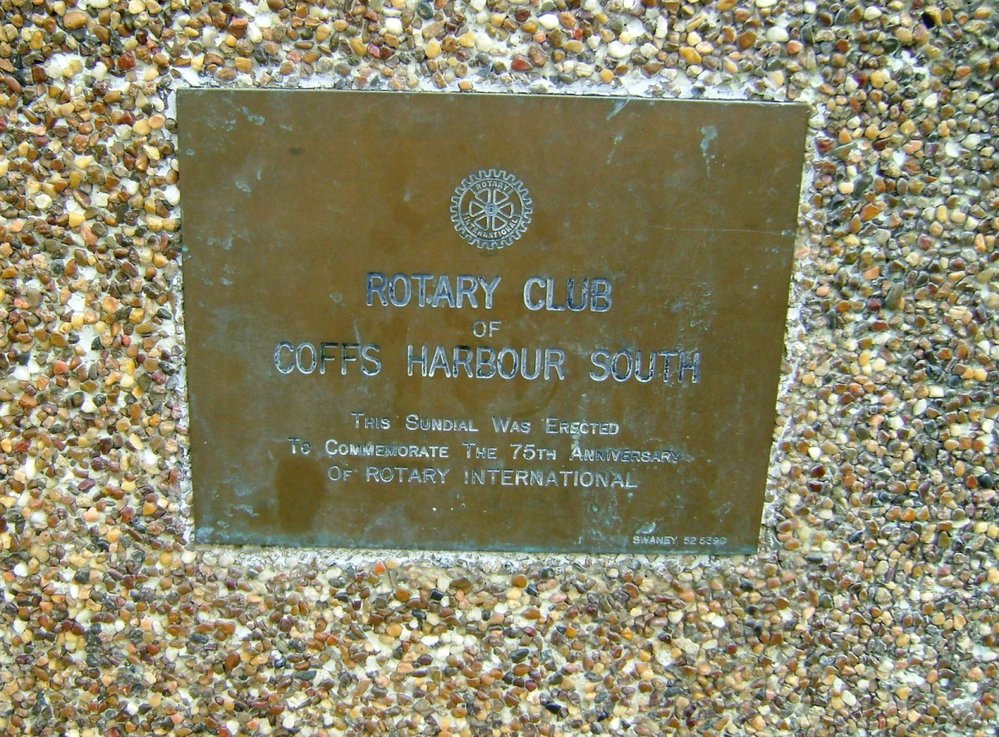 ROTARY
INTERNATIONAL
ROTARY CLUB
OF
COFFS HARBOUR SOUTH
THIS SUNDIAL WAS ERECTED
TO COMMEMORATE THE 75TH ANNIVERSARY
OF ROTARY INTERNATIONAL
SWANEY 52 6390